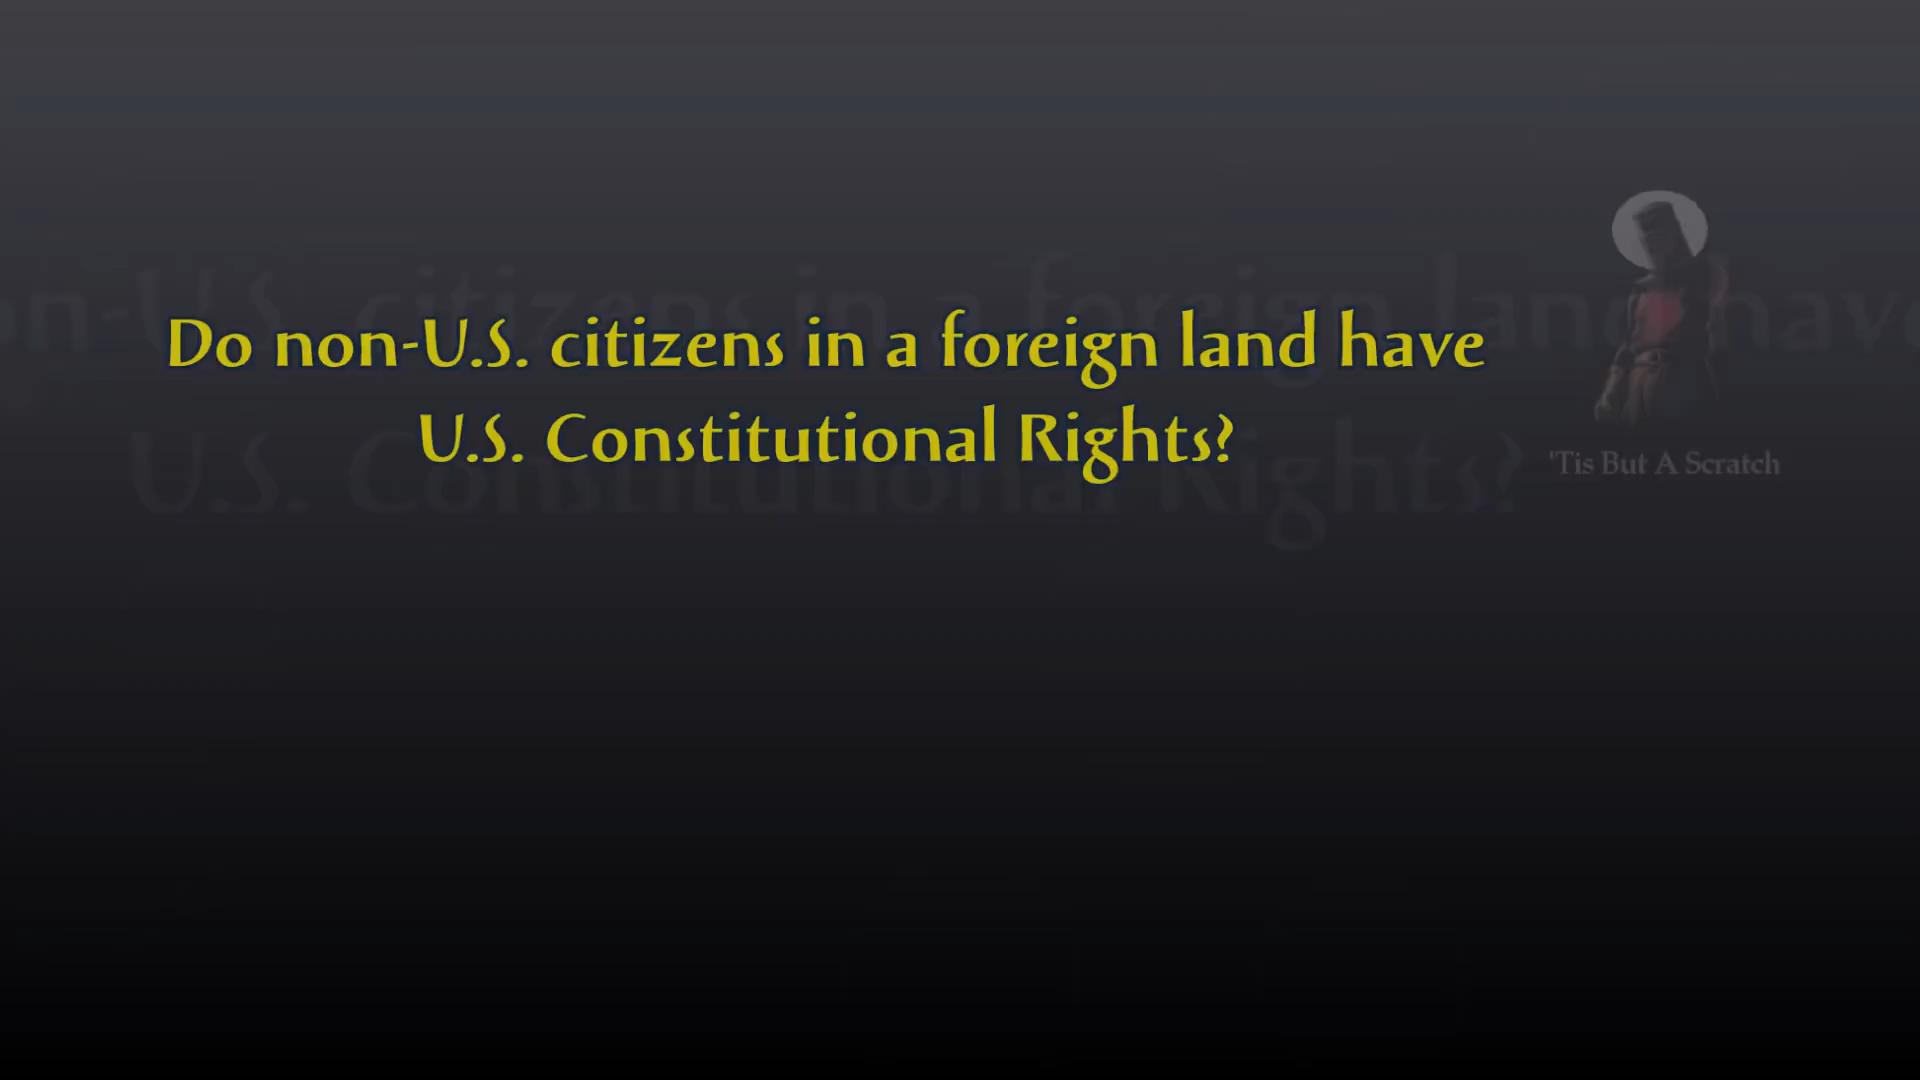 Do non-U.S. citizens in a foreign land have
U.S. Constitutional Rights?
'Tis But A Scratch